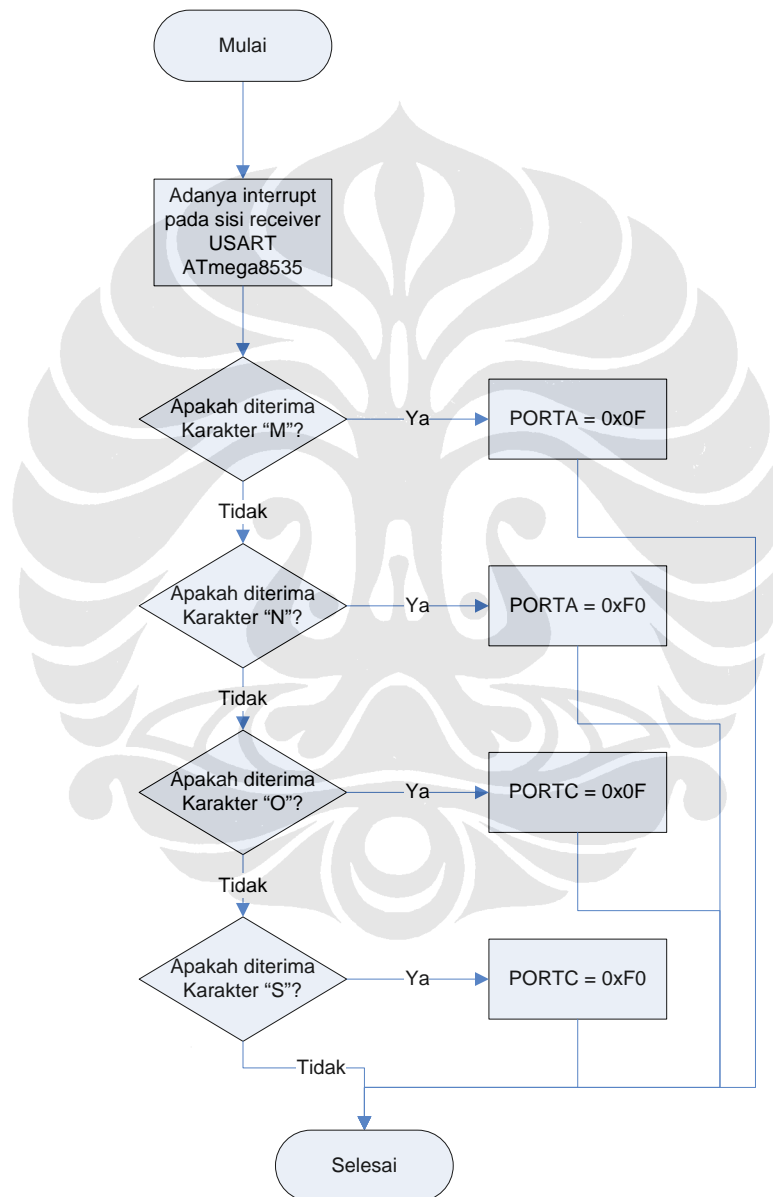 Mulai
Adanya interrupt
pada sisi receiver
USART
ATmega8535
Apakah diterima
Karakter “M”?
Ya
PORTA = 0x0F
Tidak
Apakah diterima
Karakter “N”?
Ya
PORTA = 0xF0
Tidak
Apakah diterima
Karakter “O”?
Ya
PORTC = 0x0F
Tidak
Apakah diterima
Karakter “S”?
Ya
PORTC = 0xF0
Tidak
Selesai